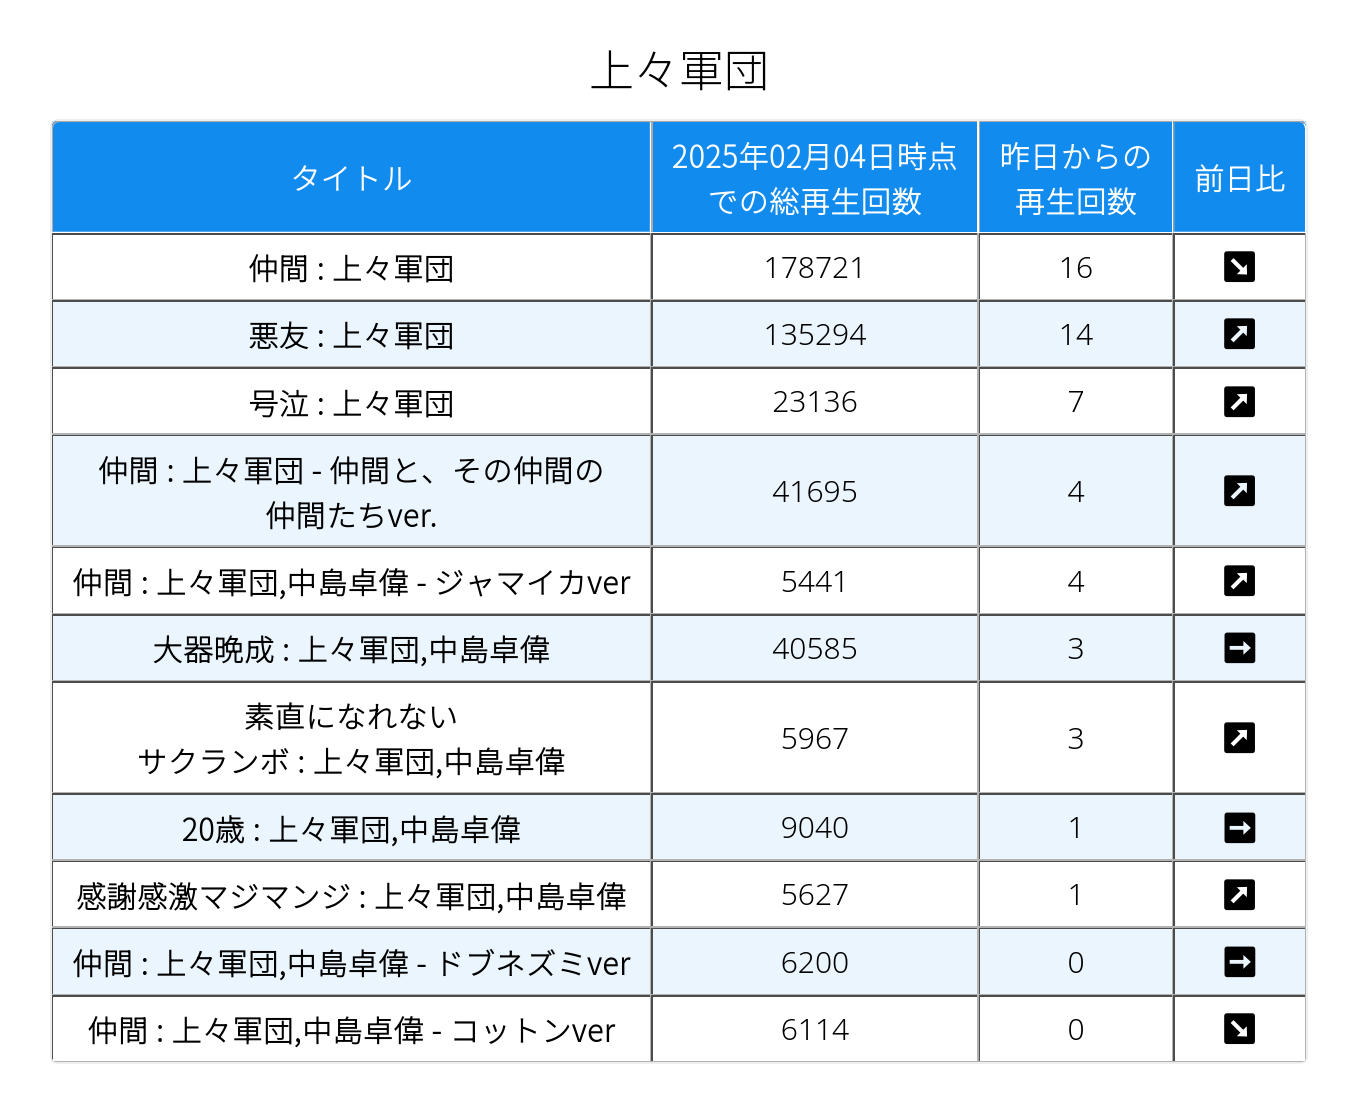 上々軍団
タイトル
2025年02月04日時点
での総再生回数
昨日からの
再生回数
前日比
仲間 : 上々軍団
178721
16
悪友 : 上々軍団
135294
14
号泣 : 上々軍団
23136
7
仲間 : 上々軍団 - 仲間と、その仲間の
仲間たちver.
41695
4
仲間 : 上々軍団,中島卓偉 - ジャマイカver
5441
4
大器晩成 : 上々軍団,中島卓偉
40585
3
素直になれない
サクランボ : 上々軍団,中島卓偉
5967
3
20歳 : 上々軍団,中島卓偉
9040
1
感謝感激マジマンジ : 上々軍団,中島卓偉
5627
1
仲間 : 上々軍団,中島卓偉 - ドブネズミver
6200
0
仲間 : 上々軍団,中島卓偉 - コットンver
6114
0